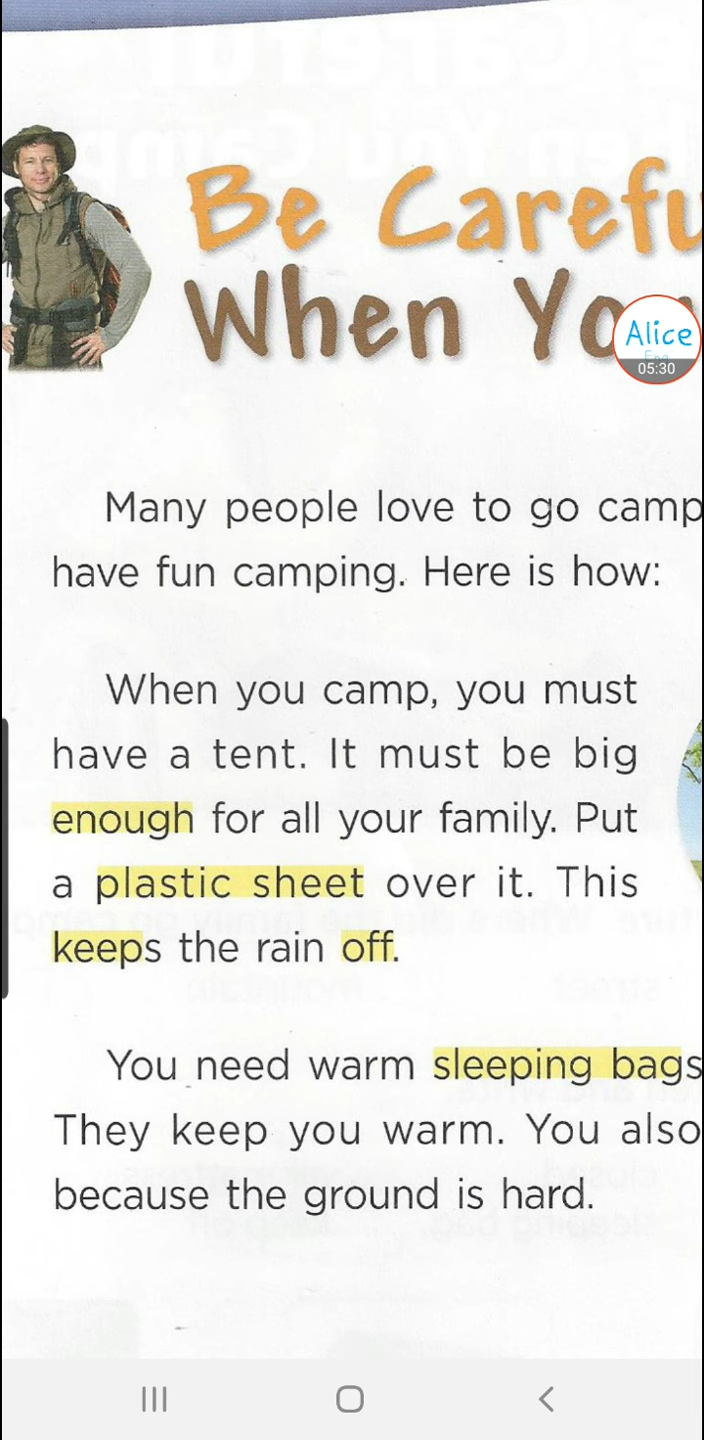 Be Carefu
When Yo
Alice
Eng
05:30
Many people love to go camp
have fun camping. Here is how:
When you camp, you must
have a tent. It must be big
enough for all your family. Put
a plastic sheet over it. This
keeps the rain off.
You need warm sleeping bags
They keep you warm. You also
because the ground is hard.